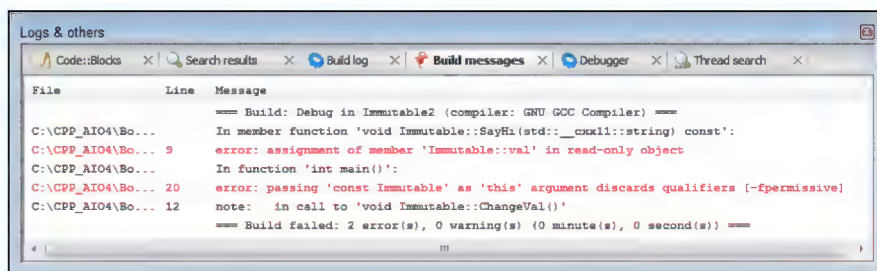 Logs & others
Code::Blocks X Search results X Build log X Build messages X Debugger X Thread search X
File Line Message
=== Build: Debug in Immutable2 (compiler: GNU GCC Compiler) ===
C:\CPP_AIO4\Bo... In member function 'void Immutable::SayHi(std::__cxx11::string) const':
C:\CPP_AIO4\Bo... 9 error: assignment of member 'Immutable::val' in read-only object
C:\CPP_AIO4\Bo... In function 'int main()':
C:\CPP_AIO4\Bo... 20 error: passing 'const Immutable' as 'this' argument discards qualifiers [-fpermissive]
C:\CPP_AIO4\Bo... 12 note: in call to 'void Immutable::ChangeVal()'
=== Build failed: 2 error(s), 0 warning(s) (0 minute(s), 0 second(s)) ===